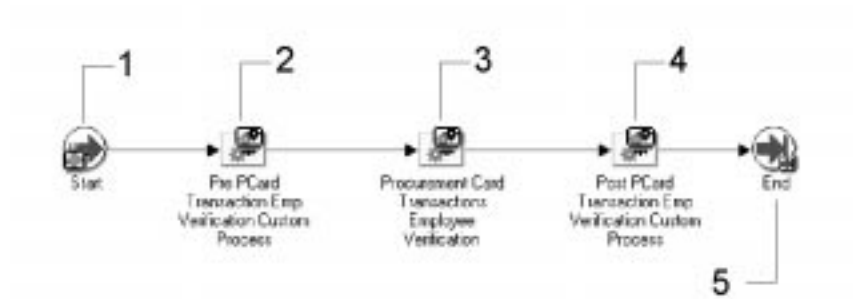 1
2
3
4
Start
Pre PCard
Transaction Emp
Verification Custom
Process
Procurement Card
Transactions
Employee
Verification
Post PCard
Transaction Emp
Verification Custom
Process
End
5